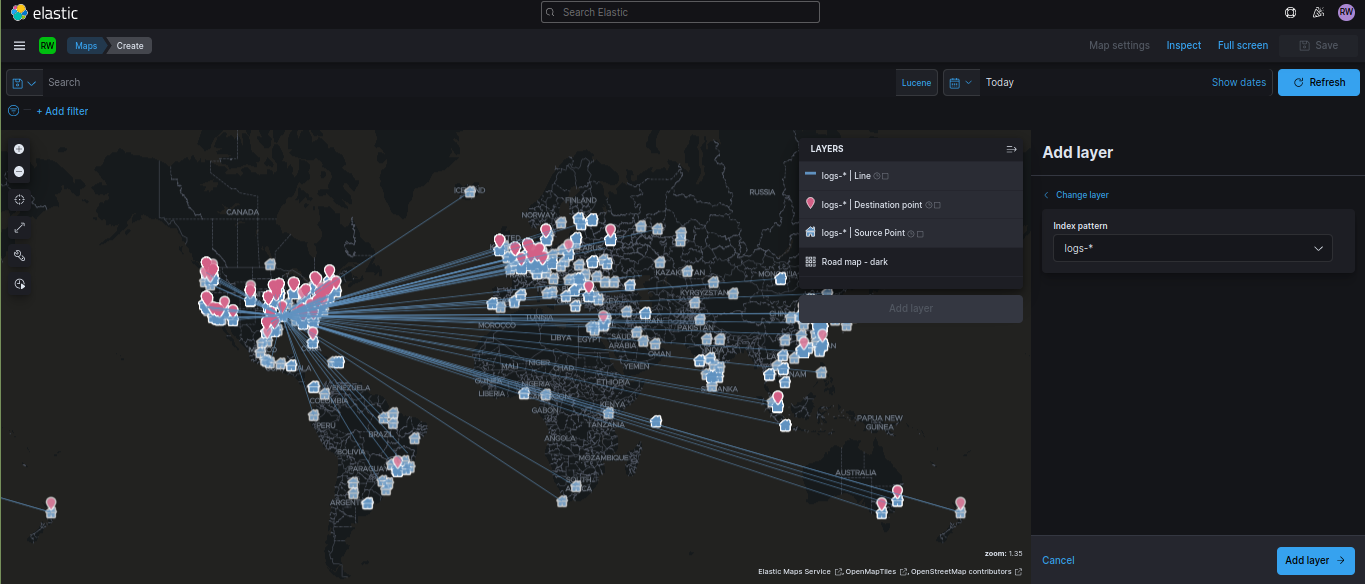 elastic
Search Elastic
RW
RW
Maps
Create
Map settings
Inspect
Full screen
Save
Search
Lucene
Today
Show dates
Refresh
+ Add filter
LAYERS
logs-* | Line
logs-* | Destination point
logs-* | Source Point
Road map - dark
Add layer
CANADA
NORWAY
FINLAND
RUSSIA
KAZAKHSTAN
KYRGYZSTAN
MOROCCO
TUNISIA
LIBYA
EGYPT
SAUDI
ARABIA
OMAN
PAKISTAN
YEMEN
MALI
NIGER
CHAD
NIGERIA
ETHIOPIA
LIBERIA
GABON
KENYA
TANZANIA
ANGOLA
MOZAMBIQUE
VENEZUELA
COLOMBIA
PERU
BRAZIL
BOLIVIA
PARAGUAY
PAPUA NEW
GUINEA
AUSTRALIA
zoom: 1.35
Elastic Maps Service , OpenMapTiles , OpenStreetMap contributors
Add layer
Change layer
Index pattern
logs-*
Cancel
Add layer